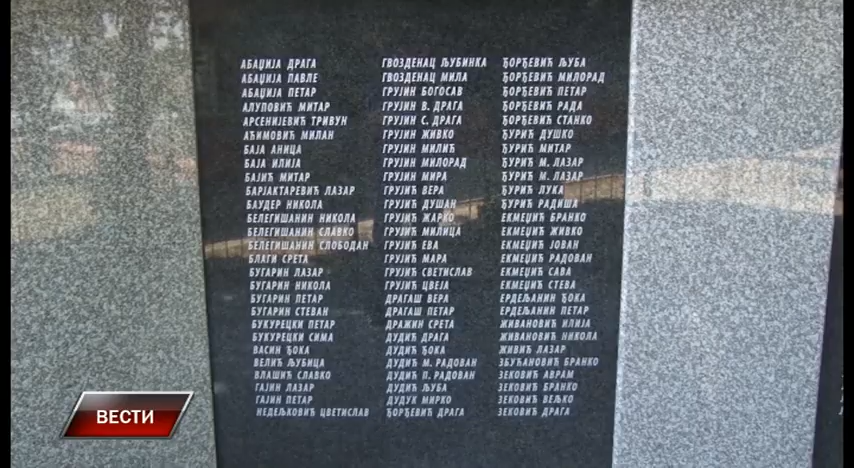 АБАЏИЈА ДРАГА
АБАЏИЈА ПАВЛЕ
АБАЏИЈА ПЕТАР
АЛУПОВИЋ МИТАР
АРСЕНИЈЕВИЋ ТРИВУН
АЋИМОВИЋ МИЛАН
БАЈА АНИЦА
БАЈА ИЛИЈА
БАЈИЋ МИТАР
БАРЈАКТАРЕВИЋ ЛАЗАР
БАУДЕР НИКОЛА
БЕЛЕГИШАНИН НИКОЛА
БЕЛЕГИШАНИН СЛАВКО
БЕЛЕГИШАНИН СЛОБОДАН
БЛАГИ СРЕТА
БУГАРИН ЛАЗАР
БУГАРИН НИКОЛА
БУГАРИН ПЕТАР
БУГАРИН СТЕВАН
БУКУРЕЦКИ ПЕТАР
БУКУРЕЦКИ СИМА
ВАСИН ЂОКА
ВЕЛИЋ ЉУБИЦА
ВЛАШИЋ СЛАВКО
ГАЈИН ЛАЗАР
ГАЈИН ПЕТАР
НЕДЕЉКОВИЋ ЦВЕТИСЛАВ
ГВОЗДЕНАЦ ЉУБИНКА
ГВОЗДЕНАЦ МИЛА
ГРУЈИН БОГОСАВ
ГРУЈИН В. ДРАГА
ГРУЈИН С. ДРАГА
ГРУЈИН ЖИВКО
ГРУЈИН МИЛИЋ
ГРУЈИН МИЛОРАД
ГРУЈИН МИРА
ГРУЈИЋ ВЕРА
ГРУЈИЋ ДУШАН
ГРУЈИЋ ЖАРКО
ГРУЈИЋ МИЛИЦА
ГРУЈИЋ ЕВА
ГРУЈИЋ МАРА
ГРУЈИЋ СВЕТИСЛАВ
ГРУЈИЋ ЦВЕЈА
ДРАГАШ ВЕРА
ДРАГАШ ПЕТАР
ДРАЖИН СРЕТА
ДУДИЋ ДРАГА
ДУДИЋ ЂОКА
ДУДИЋ М. РАДОВАН
ДУДИЋ П. РАДОВАН
ДУДИЋ ЉУБА
ДУДУК МИРКО
ЂОРЂЕВИЋ ДРАГА
ЂОРЂЕВИЋ ЉУБА
ЂОРЂЕВИЋ МИЛОРАД
ЂОРЂЕВИЋ ПЕТАР
ЂОРЂЕВИЋ РАДА
ЂОРЂЕВИЋ СТАНКО
ЂУРИЋ ДУШКО
ЂУРИЋ МИТАР
ЂУРИЋ М. ЛАЗАР
ЂУРИЋ М. ЛАЗАР
ЂУРИЋ ЛУКА
ЂУРИЋ РАДИША
ЕКМЕЏИЋ БРАНКО
ЕКМЕЏИЋ ЖИВКО
ЕКМЕЏИЋ ЈОВАН
ЕКМЕЏИЋ РАДОВАН
ЕКМЕЏИЋ САВА
ЕКМЕЏИЋ СТЕВА
ЕРДЕЉАНИН ЂОКА
ЕРДЕЉАНИН ПЕТАР
ЖИВАНОВИЋ ИЛИЈА
ЖИВАНОВИЋ НИКОЛА
ЖИВИЋ ЛАЗАР
ЗБУЂАНОВИЋ БРАНКО
ЗЕКОВИЋ АВРАМ
ЗЕКОВИЋ БРАНКО
ЗЕКОВИЋ ВЕЉКО
ЗЕКОВИЋ ДРАГА
ВЕСТИ